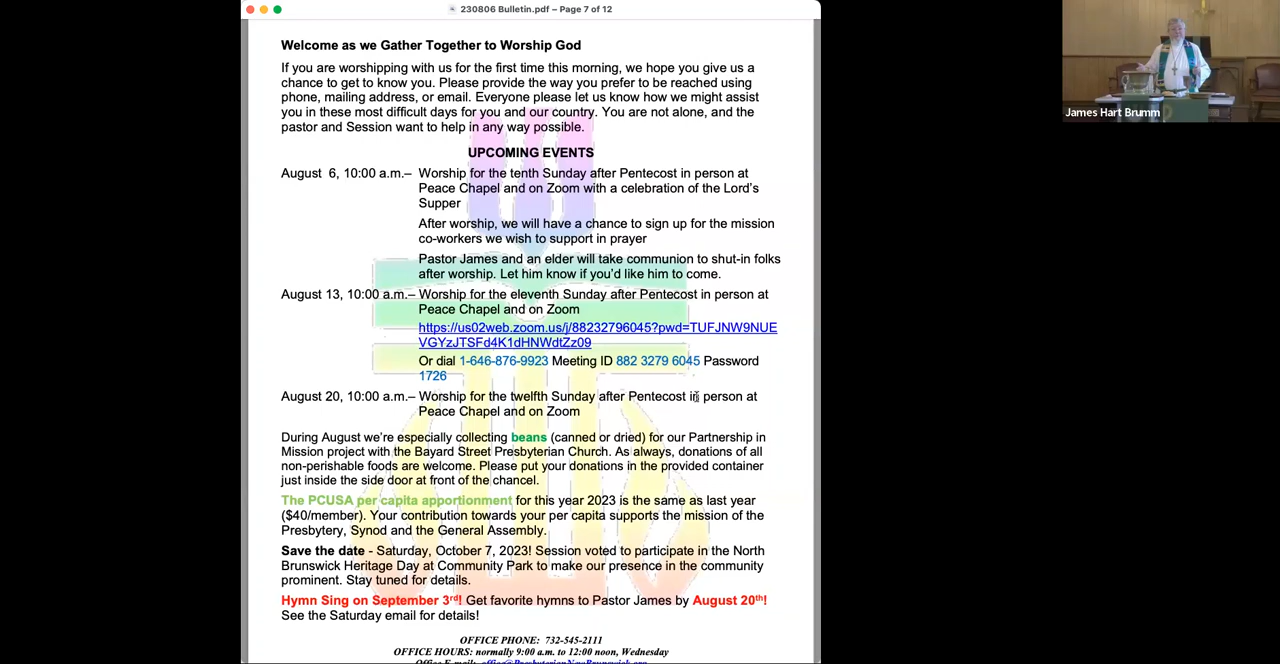 230806 Bulletin.pdf – Page 7 of 12
Welcome as we Gather Together to Worship God
If you are worshipping with us for the first time this morning, we hope you give us a
chance to get to know you. Please provide the way you prefer to be reached using
phone, mailing address, or email. Everyone please let us know how we might assist
you in these most difficult days for you and our country. You are not alone, and the
pastor and Session want to help in any way possible.
UPCOMING EVENTS
August 6, 10:00 a.m.– Worship for the tenth Sunday after Pentecost in person at
Peace Chapel and on Zoom with a celebration of the Lord's
Supper
After worship, we will have a chance to sign up for the mission
co-workers we wish to support in prayer
Pastor James and an elder will take communion to shut-in folks
after worship. Let him know if you'd like him to come.
August 13, 10:00 a.m.– Worship for the eleventh Sunday after Pentecost in person at
Peace Chapel and on Zoom
https://us02web.zoom.us/j/88232796045?pwd=TUFJNW9NUE
VGYzJTSFd4K1dHNWdtZz09
Or dial 1-646-876-9923 Meeting ID 882 3279 6045 Password
1726
August 20, 10:00 a.m.– Worship for the twelfth Sunday after Pentecost in person at
Peace Chapel and on Zoom
During August we're especially collecting beans (canned or dried) for our Partnership in
Mission project with the Bayard Street Presbyterian Church. As always, donations of all
non-perishable foods are welcome. Please put your donations in the provided container
just inside the side door at front of the chancel.
The PCUSA per capita apportionment for this year 2023 is the same as last year
($40/member). Your contribution towards your per capita supports the mission of the
Presbytery, Synod and the General Assembly.
Save the date - Saturday, October 7, 2023! Session voted to participate in the North
Brunswick Heritage Day at Community Park to make our presence in the community
prominent. Stay tuned for details.
Hymn Sing on September 3rd! Get favorite hymns to Pastor James by August 20th!
See the Saturday email for details!
OFFICE PHONE: 732-545-2111
OFFICE HOURS: normally 9:00 a.m. to 12:00 noon, Wednesday
Office E-mail: office@PresbyterianNewBrunswick.org
James Hart Brumm